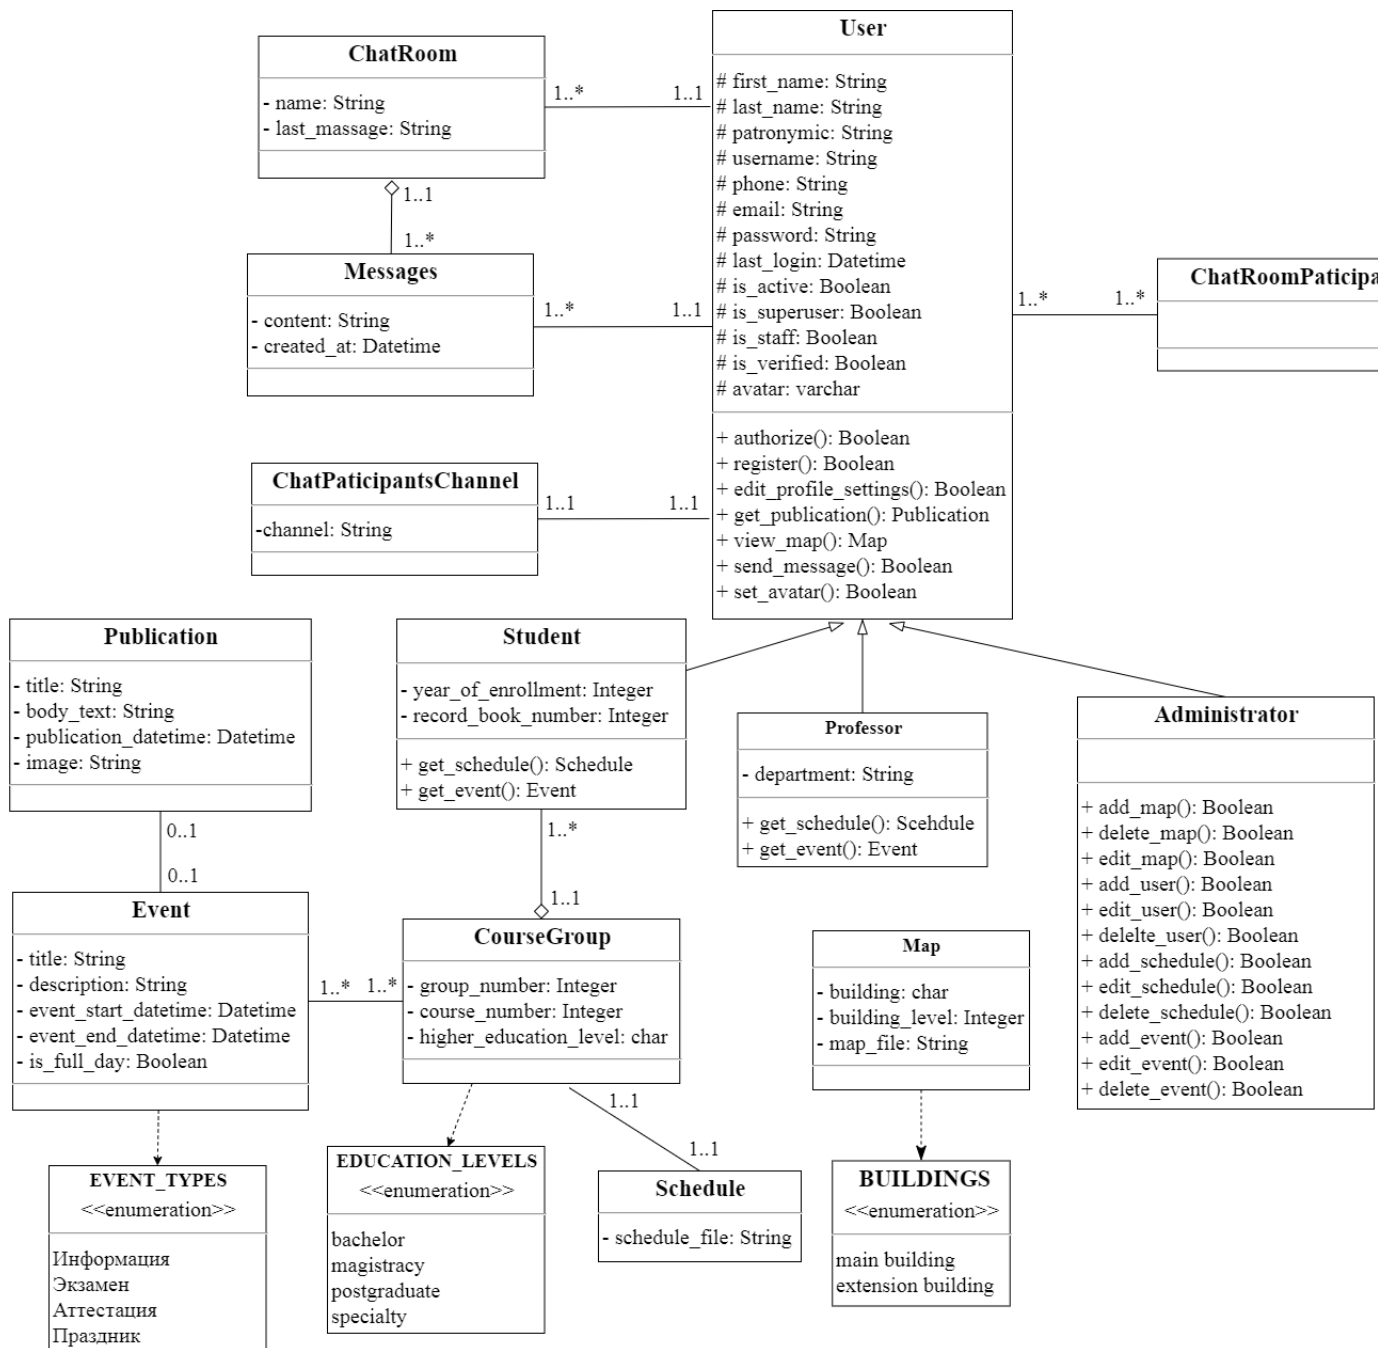 ChatRoom
- name: String
- last_massage: String
1..*
1..1
User
# first_name: String
# last_name: String
# patronymic: String
# username: String
# phone: String
# email: String
# password: String
# last_login: Datetime
# is_active: Boolean
# is_superuser: Boolean
# is_staff: Boolean
# is_verified: Boolean
# avatar: varchar
+ authorize(): Boolean
+ register(): Boolean
+ edit_profile_settings(): Boolean
+ get_publication(): Publication
+ view_map(): Map
+ send_message(): Boolean
+ set_avatar(): Boolean
1..1
1..*
Messages
- content: String
- created_at: Datetime
1..*
1..1
1..*
1..*
ChatRoomPaticipa
ChatPaticipantsChannel
-channel: String
1..1
1..1
Publication
- title: String
- body_text: String
- publication_datetime: Datetime
- image: String
Student
- year_of_enrollment: Integer
- record_book_number: Integer
+ get_schedule(): Schedule
+ get_event(): Event
Professor
- department: String
+ get_schedule(): Scehdule
+ get_event(): Event
Administrator
+ add_map(): Boolean
+ delete_map(): Boolean
+ edit_map(): Boolean
+ add_user(): Boolean
+ edit_user(): Boolean
+ delelte_user(): Boolean
+ add_schedule(): Boolean
+ edit_schedule(): Boolean
+ delete_schedule(): Boolean
+ add_event(): Boolean
+ edit_event(): Boolean
+ delete_event(): Boolean
0..1
0..1
1..*
1..1
Event
- title: String
- description: String
- event_start_datetime: Datetime
- event_end_datetime: Datetime
- is_full_day: Boolean
1..*
1..*
CourseGroup
- group_number: Integer
- course_number: Integer
- higher_education_level: char
Map
- building: char
- building_level: Integer
- map_file: String
1..1
1..1
EVENT_TYPES
<<enumeration>>
Информация
Экзамен
Аттестация
Праздник
EDUCATION_LEVELS
<<enumeration>>
bachelor
magistracy
postgraduate
specialty
Schedule
- schedule_file: String
BUILDINGS
<<enumeration>>
main building
extension building